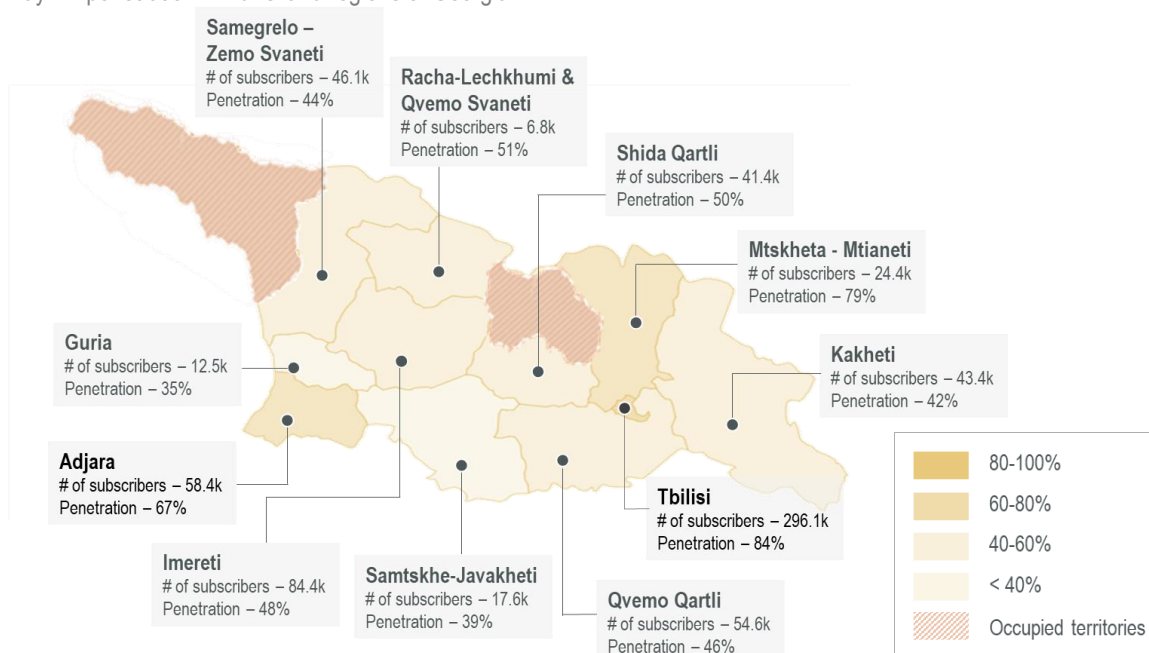 Samegrelo –
Zemo Svaneti
# of subscribers – 46.1k
Penetration – 44%
Racha-Lechkhumi &
Qvemo Svaneti
# of subscribers – 6.8k
Penetration – 51%
Shida Qartli
# of subscribers – 41.4k
Penetration – 50%
Mtskheta - Mtianeti
# of subscribers – 24.4k
Penetration – 79%
Guria
# of subscribers – 12.5k
Penetration – 35%
Kakheti
# of subscribers – 43.4k
Penetration – 42%
Adjara
# of subscribers – 58.4k
Penetration – 67%
Tbilisi
# of subscribers – 296.1k
Penetration – 84%
Imereti
# of subscribers – 84.4k
Penetration – 48%
Samtskhe-Javakheti
# of subscribers – 17.6k
Penetration – 39%
Qvemo Qartli
# of subscribers – 54.6k
Penetration – 46%
80-100%
60-80%
40-60%
< 40%
Occupied territories